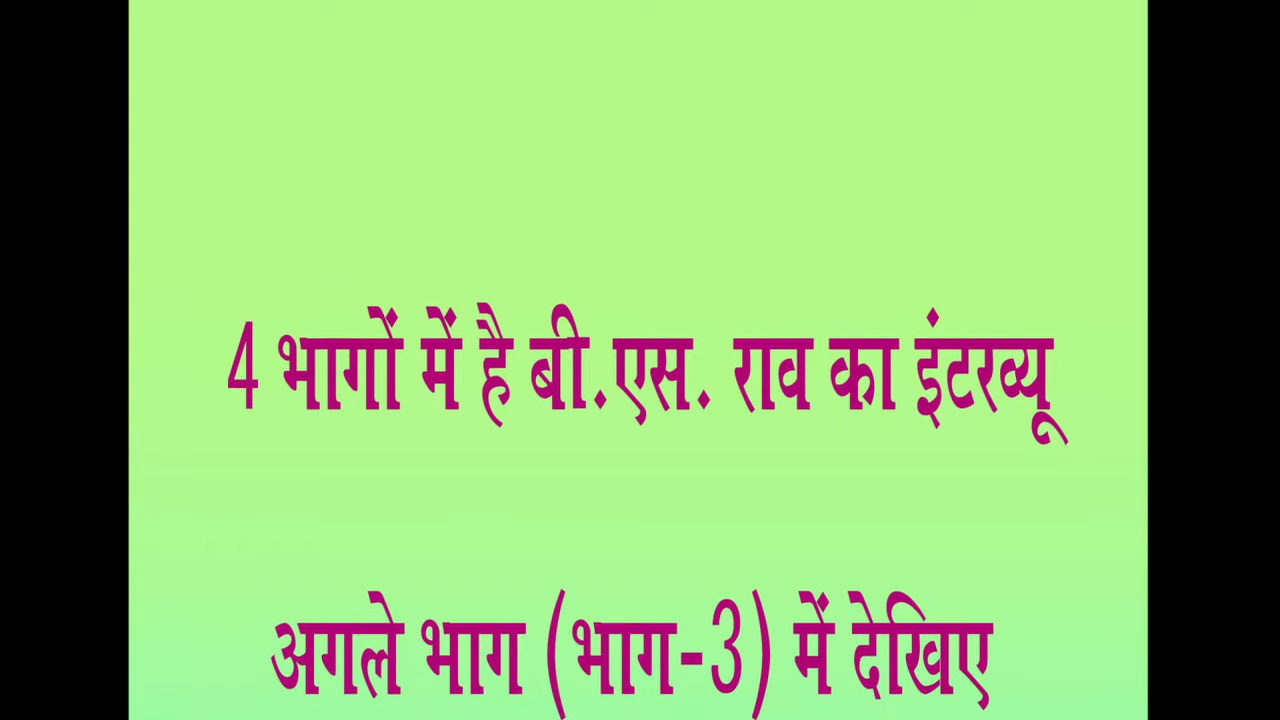 4 भागों में है बी.एस. राव का इंटरव्यू
अगले भाग (भाग-3) में देखिए